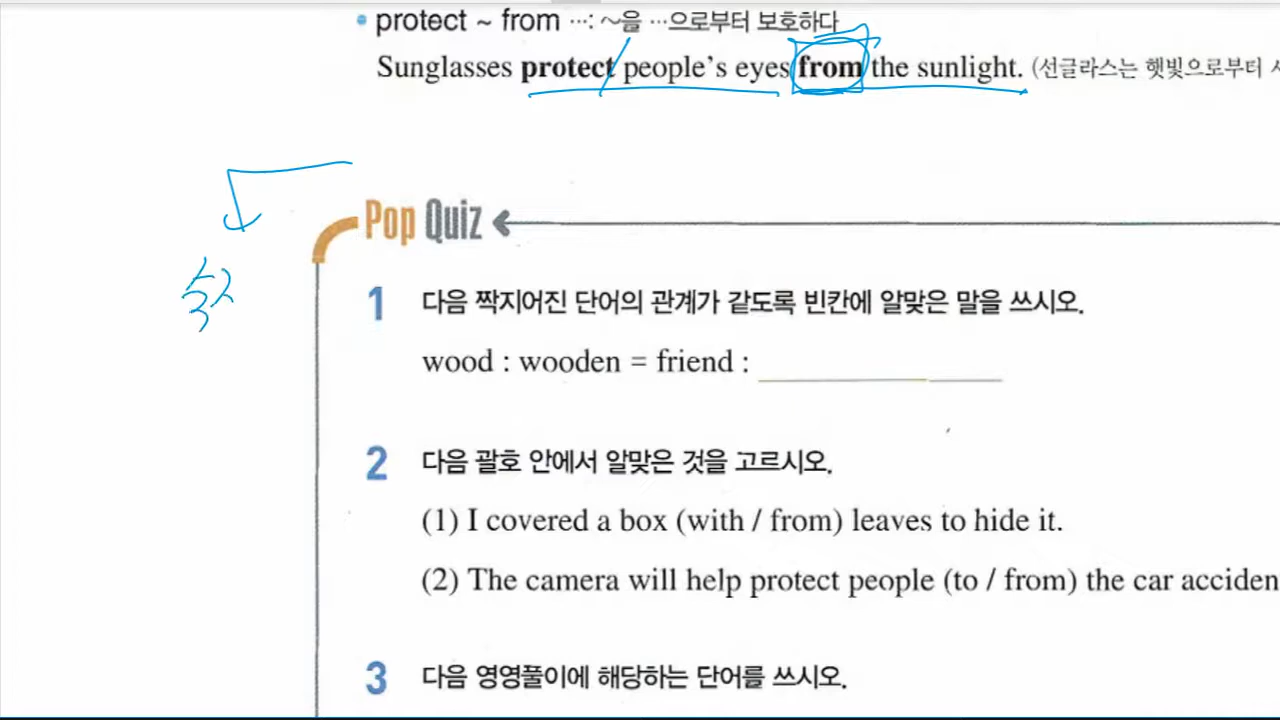 • protect ~ from …: ~을 …으로부터 보호하다
Sunglasses protect people's eyes from the sunlight. (선글라스는 햇빛으로부터
Pop Quiz
1 다음 짝지어진 단어의 관계가 같도록 빈칸에 알맞은 말을 쓰시오.
wood : wooden = friend :
2 다음 괄호 안에서 알맞은 것을 고르시오.
(1) I covered a box (with / from) leaves to hide it.
(2) The camera will help protect people (to / from) the car acciden
3 다음 영영풀이에 해당하는 단어를 쓰시오.